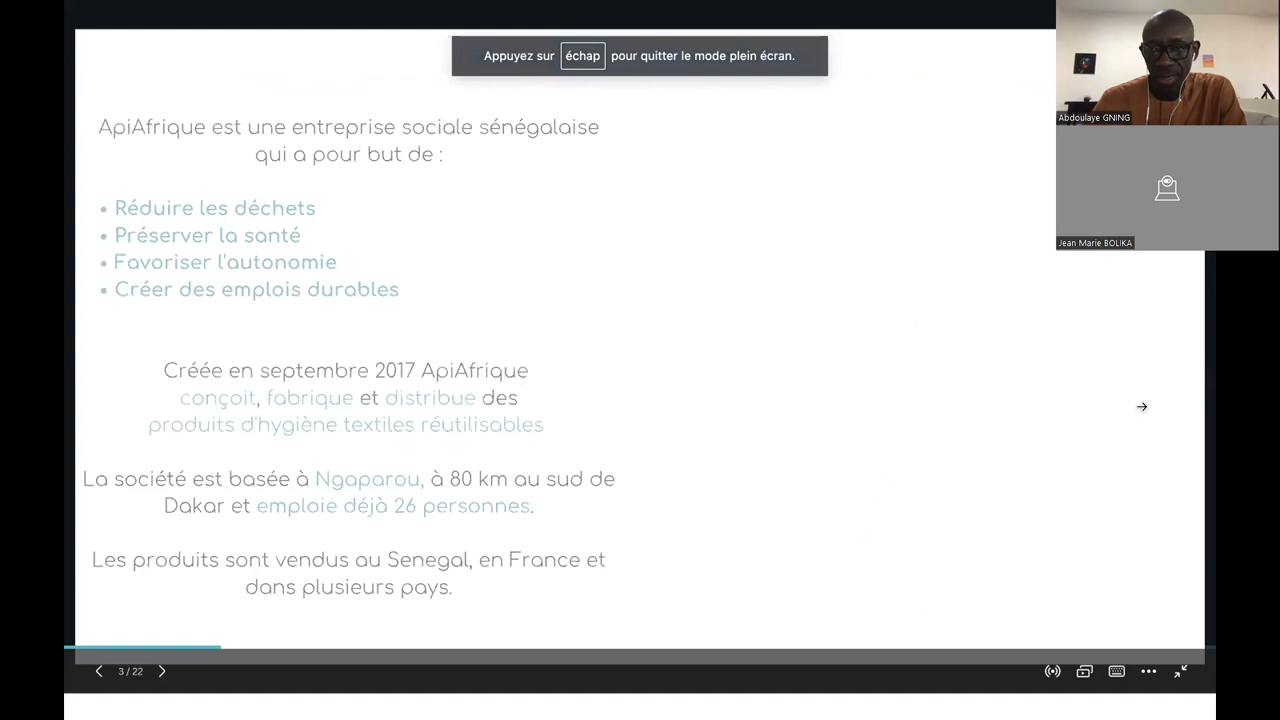 Appuyez sur échap pour quitter le mode plein écran.
ApiAfrique est une entreprise sociale sénégalaise
qui a pour but de :
• Réduire les déchets
• Préserver la santé
• Favoriser l'autonomie
• Créer des emplois durables
Créée en septembre 2017 ApiAfrique
conçoit, fabrique et distribue des
produits d'hygiène textiles réutilisables
La société est basée à Ngaparou, à 80 km au sud de
Dakar et emploie déjà 26 personnes.
Les produits sont vendus au Senegal, en France et
dans plusieurs pays.
3 / 22
Abdoulaye GNING
Jean Marie BOLIKA